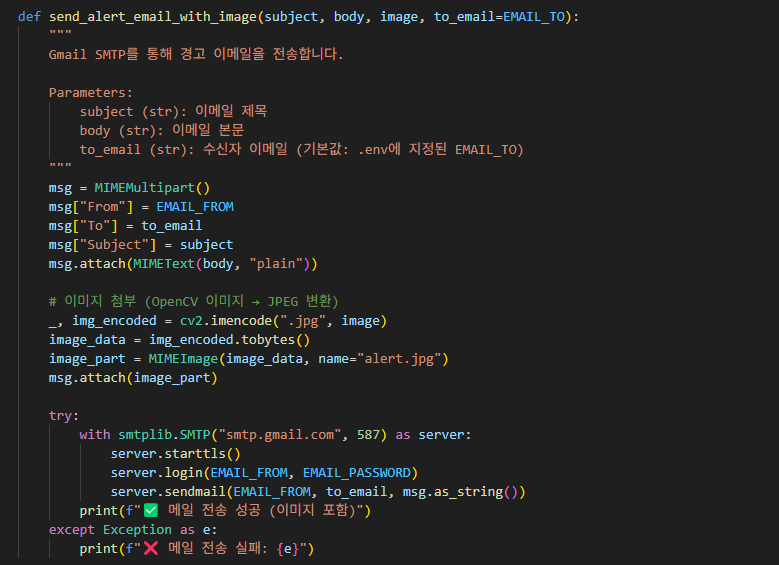 def send_alert_email_with_image(subject, body, image, to_email=EMAIL_TO):
    """
    Gmail SMTP를 통해 경고 이메일을 전송합니다.

    Parameters:
        subject (str): 이메일 제목
        body (str): 이메일 본문
        to_email (str): 수신자 이메일 (기본값: .env에 지정된 EMAIL_TO)
    """
    msg = MIMEMultipart()
    msg["From"] = EMAIL_FROM
    msg["To"] = to_email
    msg["Subject"] = subject
    msg.attach(MIMEText(body, "plain"))

    # 이미지 첨부 (OpenCV 이미지 → JPEG 변환)
    _, img_encoded = cv2.imencode(".jpg", image)
    image_data = img_encoded.tobytes()
    image_part = MIMEImage(image_data, name="alert.jpg")
    msg.attach(image_part)

    try:
        with smtplib.SMTP("smtp.gmail.com", 587) as server:
            server.starttls()
            server.login(EMAIL_FROM, EMAIL_PASSWORD)
            server.sendmail(EMAIL_FROM, to_email, msg.as_string())
        print(f"✅ 메일 전송 성공 (이미지 포함)")
    except Exception as e:
        print(f"❌ 메일 전송 실패: {e}")